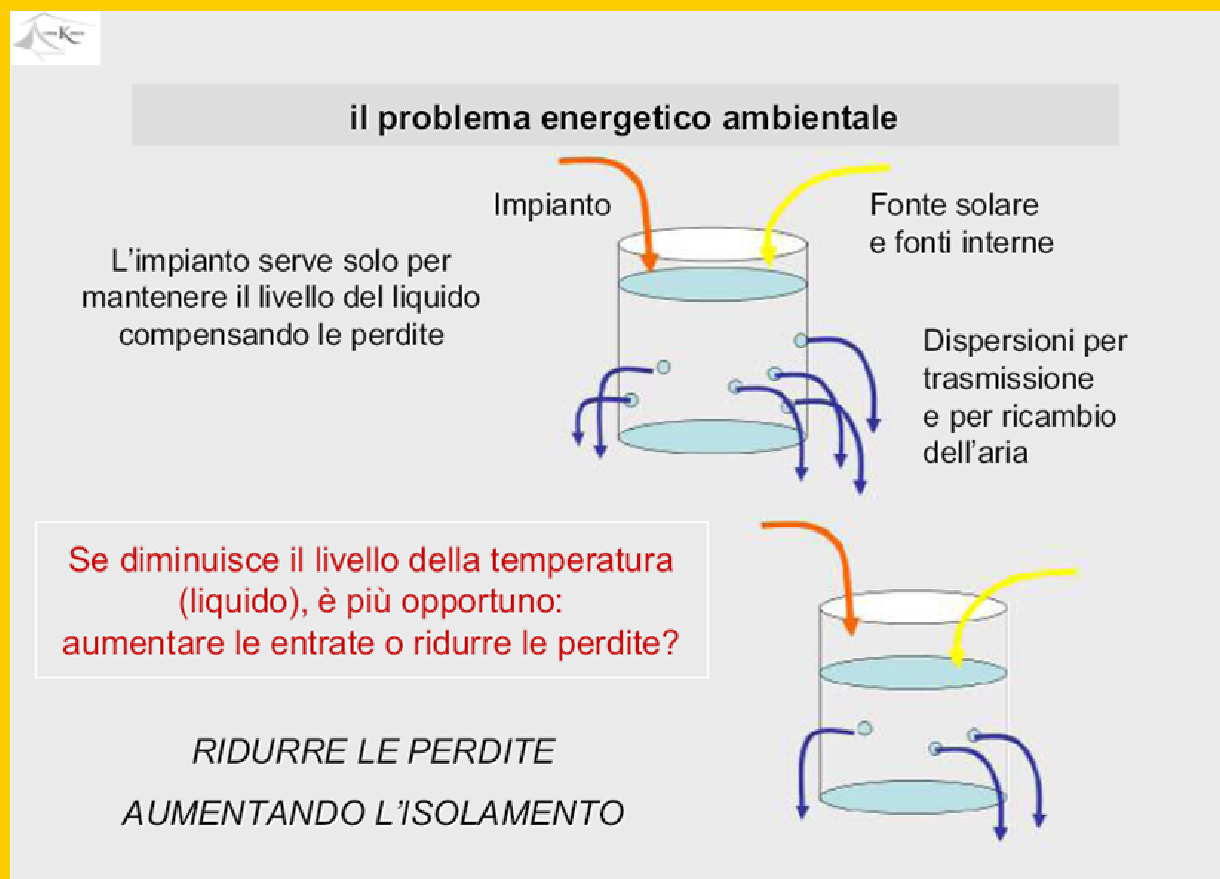 il problema energetico ambientale
Impianto
Fonte solare
e fonti interne
L'impianto serve solo per
mantenere il livello del liquido
compensando le perdite
Dispersioni per
trasmissione
e per ricambio
dell'aria
Se diminuisce il livello della temperatura
(liquido), è più opportuno:
aumentare le entrate o ridurre le perdite?
RIDURRE LE PERDITE
AUMENTANDO L'ISOLAMENTO